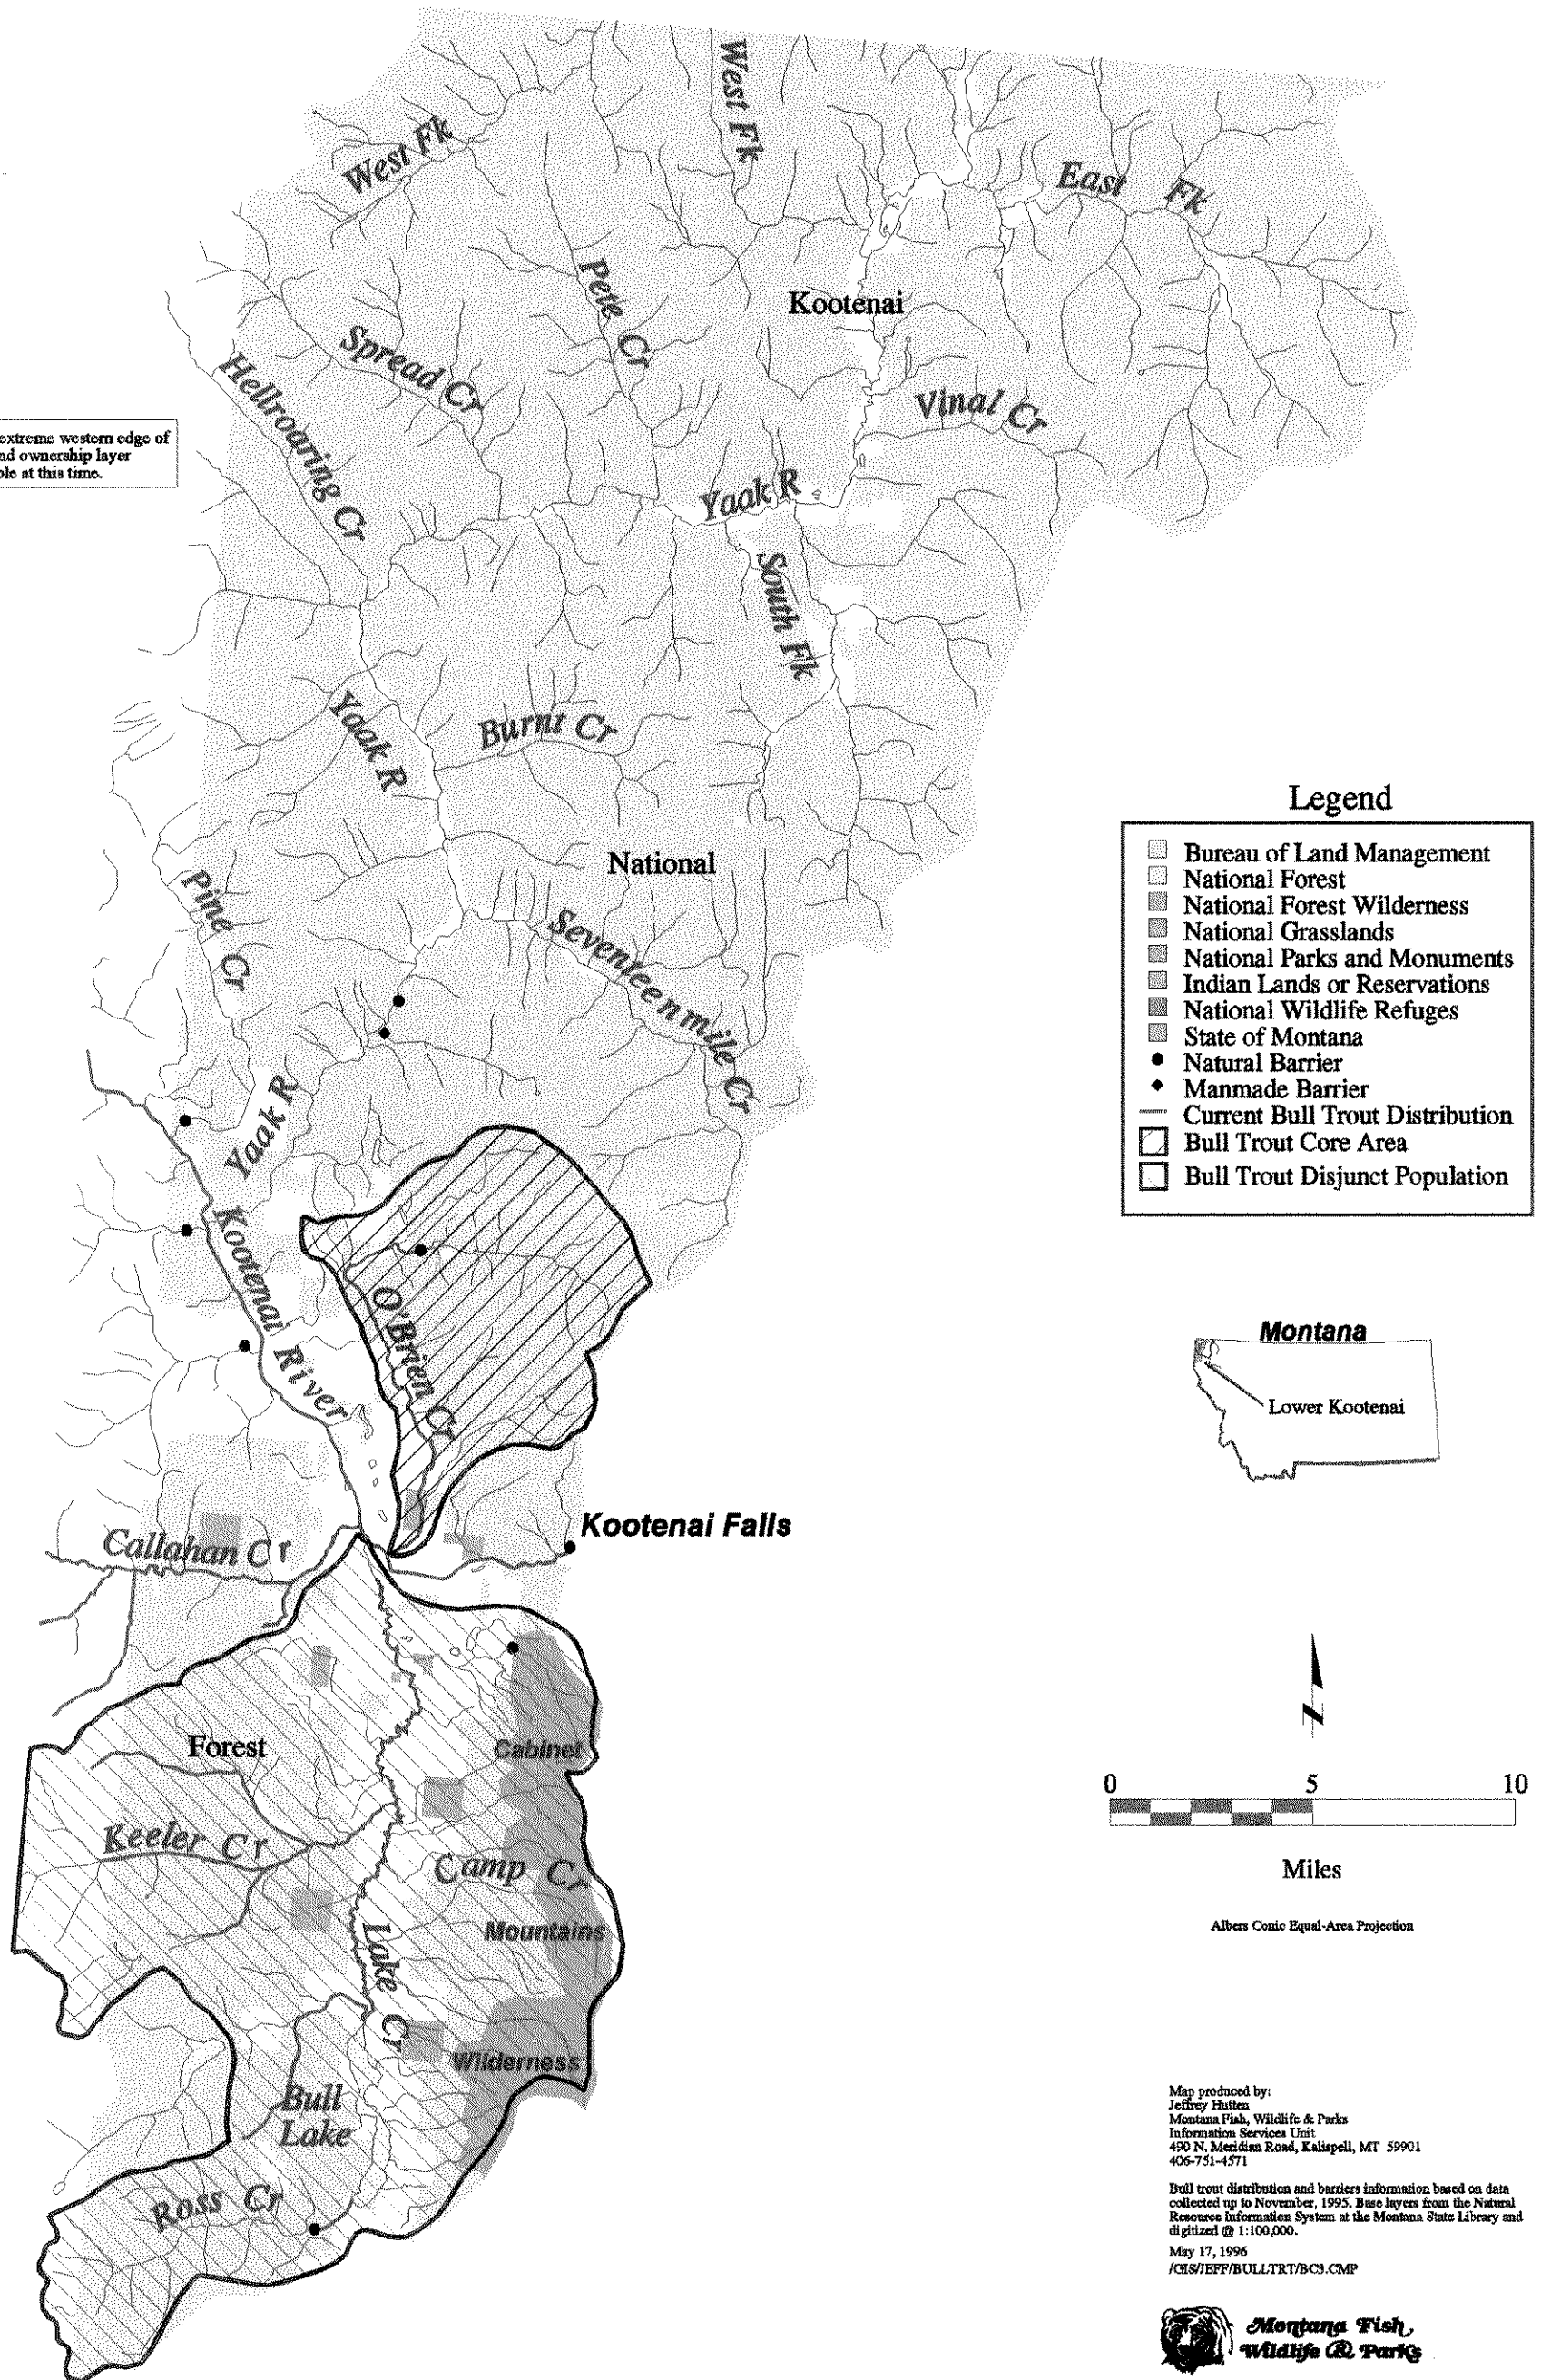 West Fk
West Fk
East Fk
Pete Cr
Kootenai
Spread Cr
Hellroaring Cr
Vinal Cr
extreme western edge of
ownership layer
at this time.
Yaak R
South Fk
Yaak R
Burnt Cr
National
Pine Cr
Seventeenmile Cr
Yaak R
Kootenai River
O'Brien Cr
Kootenai Falls
Callahan Cr
Forest
Cabinet
Keeler Cr
Camp Cr
Mountains
Lake Cr
Wilderness
Bull
Lake
Ross Cr
Legend
Bureau of Land Management
National Forest
National Forest Wilderness
National Grasslands
National Parks and Monuments
Indian Lands or Reservations
National Wildlife Refuges
State of Montana
Natural Barrier
Manmade Barrier
Current Bull Trout Distribution
Bull Trout Core Area
Bull Trout Disjunct Population
Montana
Lower Kootenai
N
0 5 10
Miles
Albers Conic Equal-Area Projection
Map produced by:
Jeffrey Hutten
Montana Fish, Wildlife & Parks
Information Services Unit
490 N. Meridian Road, Kalispell, MT 59901
406-751-4571
Bull trout distribution and barriers information based on data
collected up to November, 1995. Base layers from the Natural
Resource Information System at the Montana State Library and
digitized @ 1:100,000.
May 17, 1996
/GIS/JEFF/BULLTRT/BC3.CMP
Montana Fish,
Wildlife & Parks